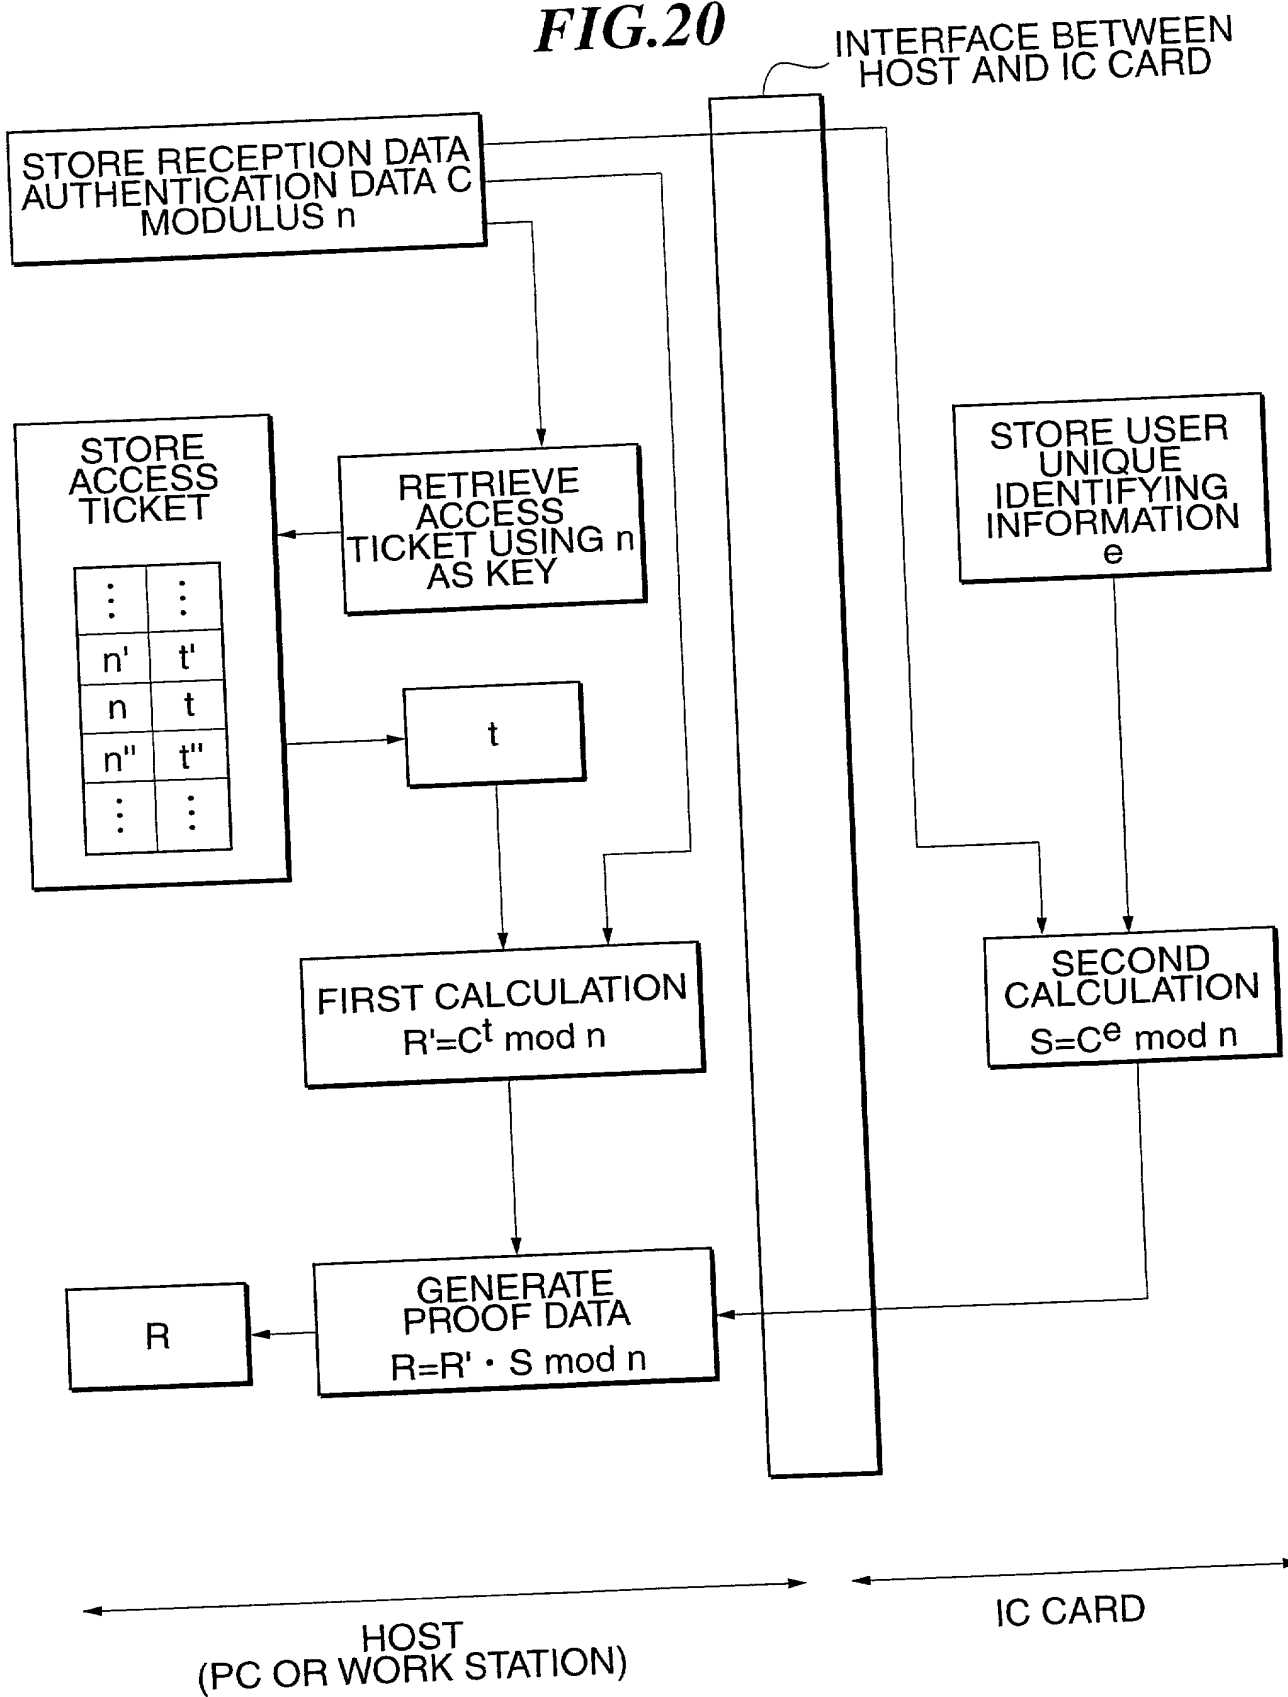 FIG.20
INTERFACE BETWEEN
HOST AND IC CARD
STORE RECEPTION DATA
AUTHENTICATION DATA C
MODULUS n
STORE
ACCESS
TICKET
⋮ ⋮
n' t'
n t
n" t"
⋮ ⋮
RETRIEVE
ACCESS
TICKET USING n
AS KEY
STORE USER
UNIQUE
IDENTIFYING
INFORMATION
e
t
FIRST CALCULATION
R'=C^t mod n
SECOND
CALCULATION
S=C^e mod n
GENERATE
PROOF DATA
R=R' · S mod n
R
HOST
(PC OR WORK STATION)
IC CARD